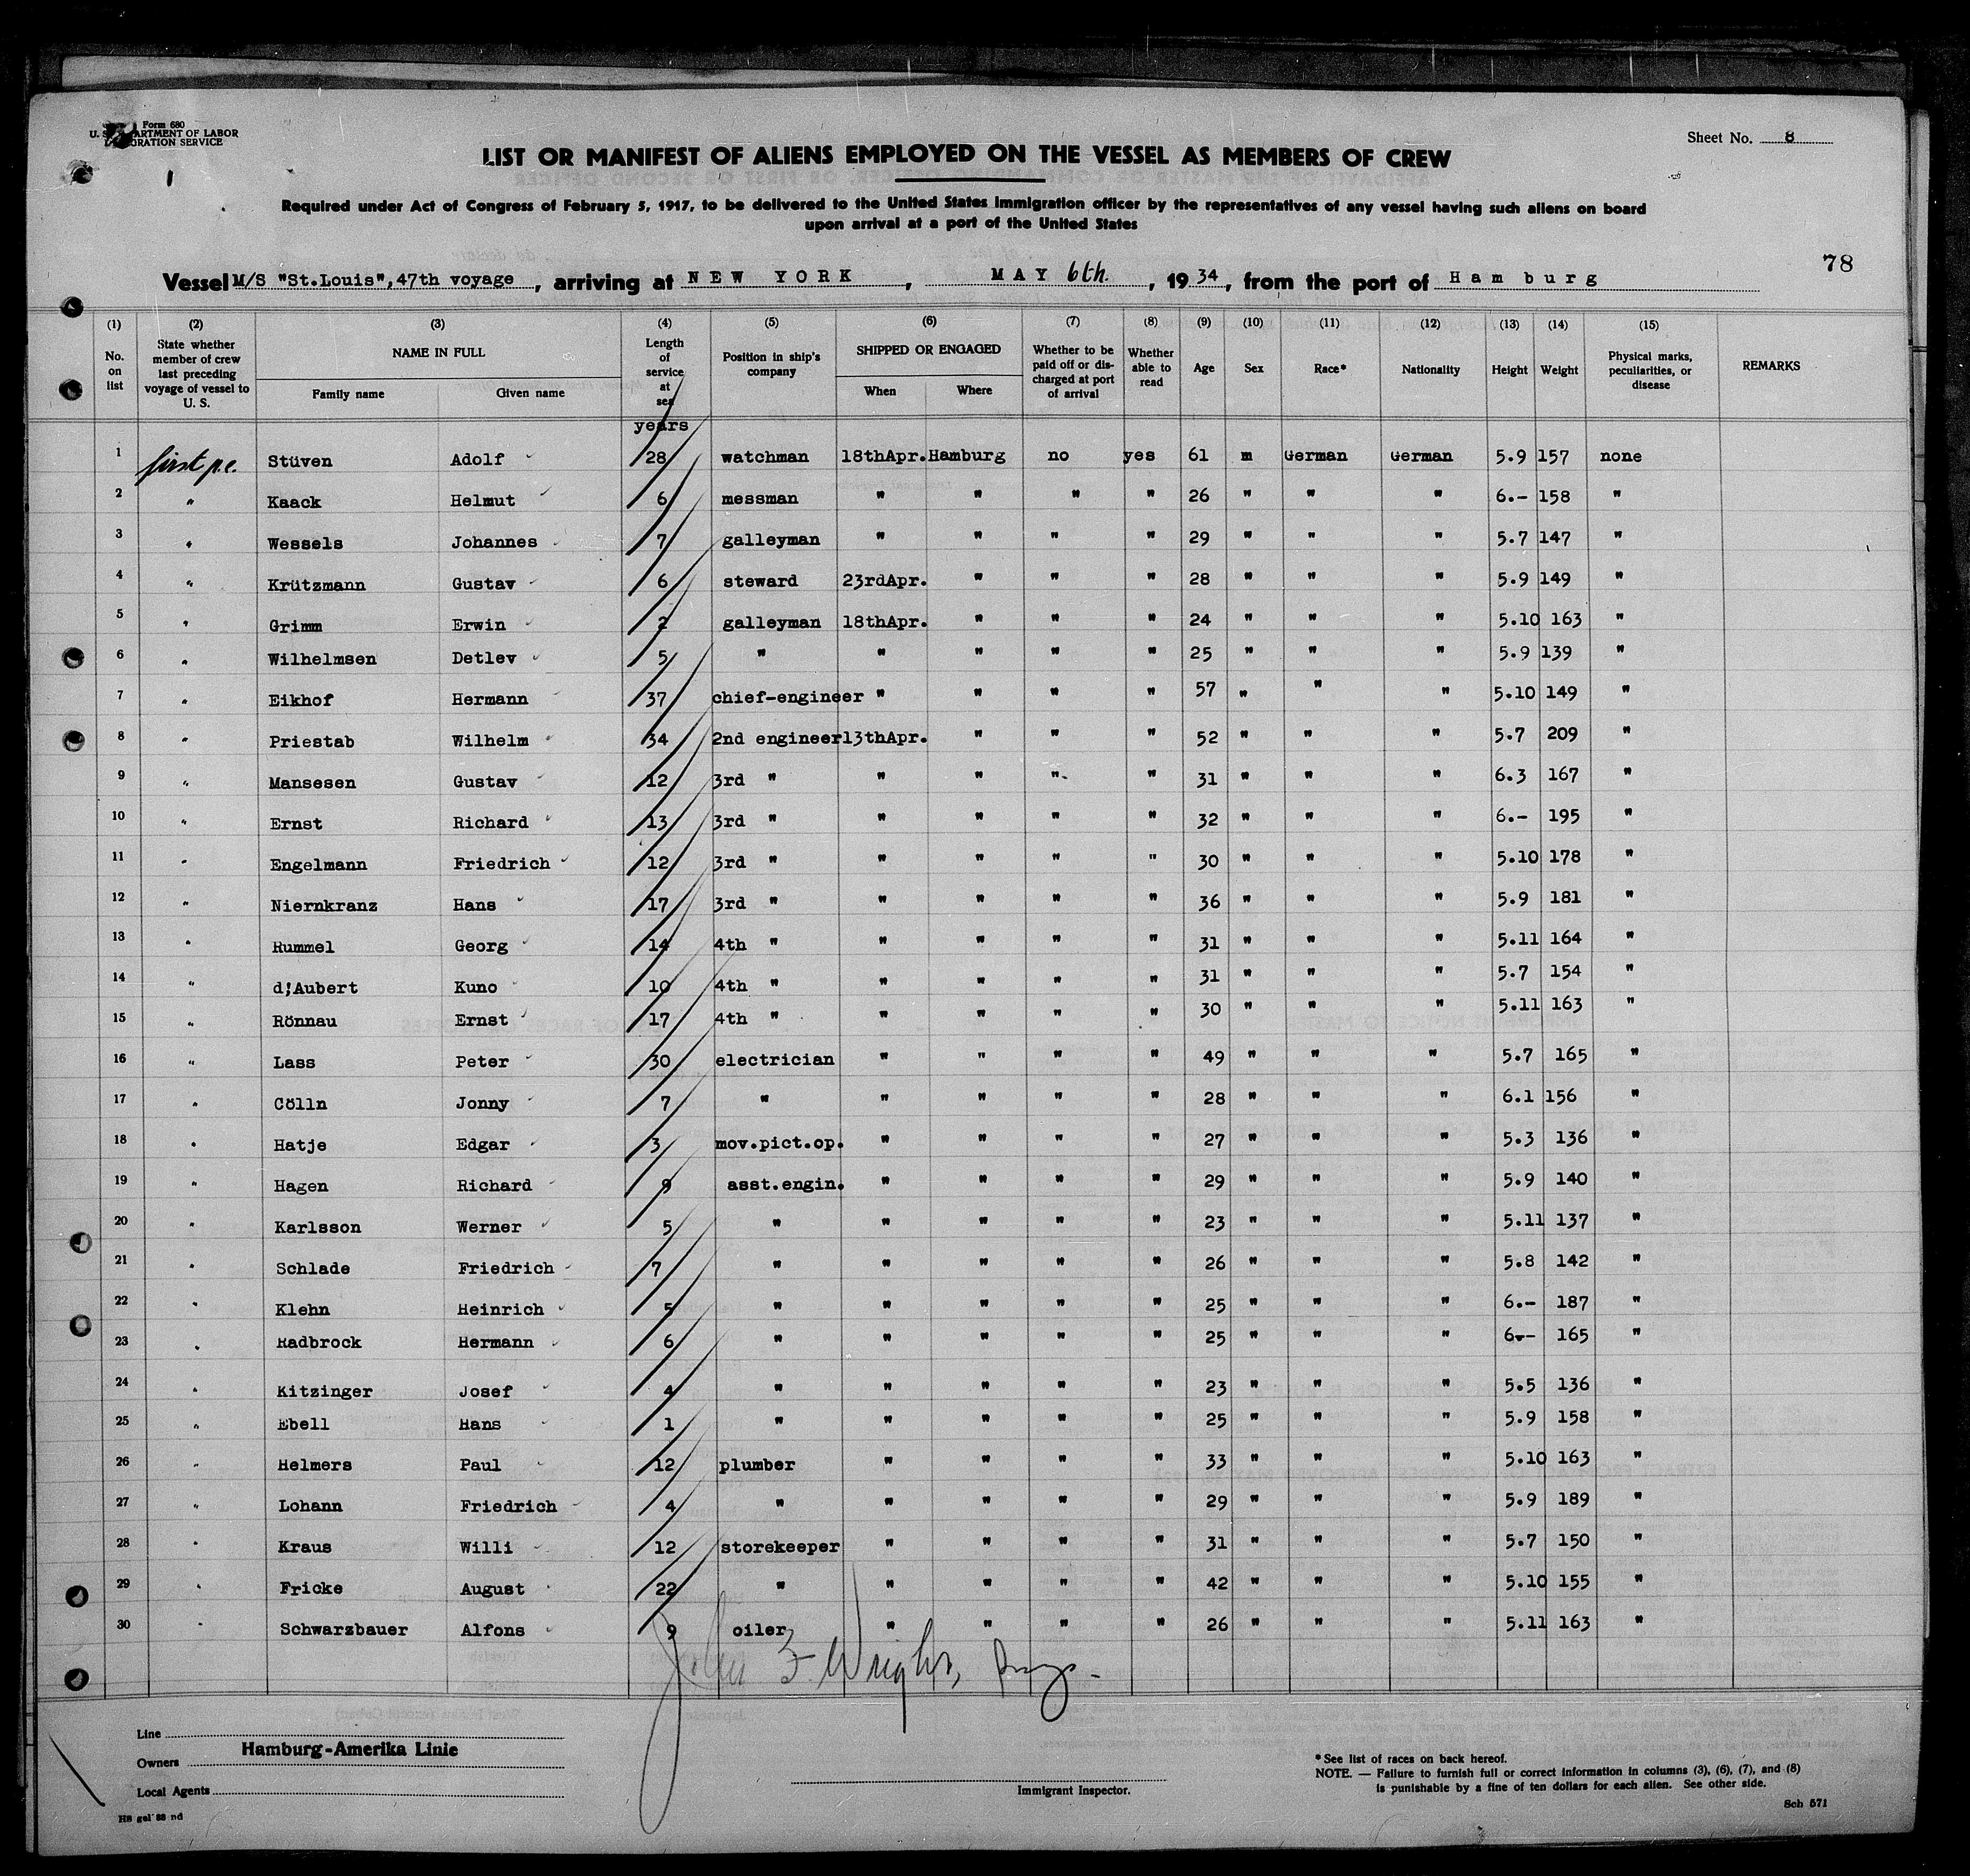 Form 680
U. S. DEPARTMENT OF LABOR
IMMIGRATION SERVICE
Sheet No. 8
LIST OR MANIFEST OF ALIENS EMPLOYED ON THE VESSEL AS MEMBERS OF CREW
Required under Act of Congress of February 5, 1917, to be delivered to the United States Immigration officer by the representatives of any vessel having such aliens on board
upon arrival at a port of the United States
78
Vessel M/S "St.Louis", 47th voyage, arriving at NEW YORK, MAY 6th. , 1934, from the port of Hamburg
(1) No. on list (2) State whether member of crew last preceding voyage of vessel to U. S. (3) NAME IN FULL Family name Given name (4) Length of service at sea (5) Position in ship's company (6) SHIPPED OR ENGAGED When Where (7) Whether to be paid off or discharged at port of arrival (8) Whether able to read (9) Age (10) Sex (11) Race* (12) Nationality (13) Height (14) Weight (15) Physical marks, peculiarities, or disease REMARKS
years
1 first p.e. Stüven Adolf 28 watchman 18thApr. Hamburg no yes 61 m German German 5.9 157 none
2 " Kaack Helmut 6 messman " " " " 26 " " " 6.- 158 "
3 " Wessels Johannes 7 galleyman " " " " 29 " " " 5.7 147 "
4 " Krützmann Gustav 6 steward 23rdApr. " " " 28 " " " 5.9 149 "
5 " Grimm Erwin 2 galleyman 18thApr. " " " 24 " " " 5.10 163 "
6 " Wilhelmsen Detlev 5 " " " " " 25 " " " 5.9 139 "
7 " Eikhof Hermann 37 chief-engineer " " " " 57 " " " 5.10 149 "
8 " Priestab Wilhelm 34 2nd engineer 13thApr. " " " 52 " " " 5.7 209 "
9 " Mansesen Gustav 12 3rd " " " " " 31 " " " 6.3 167 "
10 " Ernst Richard 13 3rd " " " " " 32 " " " 6.- 195 "
11 " Engelmann Friedrich 12 3rd " " " " " 30 " " " 5.10 178 "
12 " Niernkranz Hans 17 3rd " " " " " 36 " " " 5.9 181 "
13 " Rummel Georg 14 4th " " " " " 31 " " " 5.11 164 "
14 " d'Aubert Kuno 10 4th " " " " " 31 " " " 5.7 154 "
15 " Rönnau Ernst 17 4th " " " " " 30 " " " 5.11 163 "
16 " Lass Peter 30 electrician " " " " 49 " " " 5.7 165 "
17 " Cölln Jonny 7 " " " " " 28 " " " 6.1 156 "
18 " Hatje Edgar 3 mov.pict.op. " " " " 27 " " " 5.3 136 "
19 " Hagen Richard 9 asst.engin. " " " " 29 " " " 5.9 140 "
20 " Karlsson Werner 5 " " " " " 23 " " " 5.11 137 "
21 " Schlade Friedrich 7 " " " " " 26 " " " 5.8 142 "
22 " Klehn Heinrich 5 " " " " " 25 " " " 6.- 187 "
23 " Radbrock Hermann 6 " " " " " 25 " " " 6.- 165 "
24 " Kitzinger Josef 4 " " " " " 23 " " " 5.5 136 "
25 " Ebell Hans 1 " " " " " 25 " " " 5.9 158 "
26 " Helmers Paul 12 plumber " " " " 33 " " " 5.10 163 "
27 " Lohann Friedrich 4 " " " " " 29 " " " 5.9 189 "
28 " Kraus Willi 12 storekeeper " " " " 31 " " " 5.7 150 "
29 " Fricke August 22 " " " " " 42 " " " 5.10 155 "
30 " Schwarzbauer Alfons 9 oiler " " " " 26 " " " 5.11 163 "
John F. Wright,
Line
Owners Hamburg-Amerika Linie
Local Agents
Immigrant Inspector.
*See list of races on back hereof.
NOTE. — Failure to furnish full or correct information in columns (3), (6), (7), and (8)
is punishable by a fine of ten dollars for each alien. See other side.
Sch 571